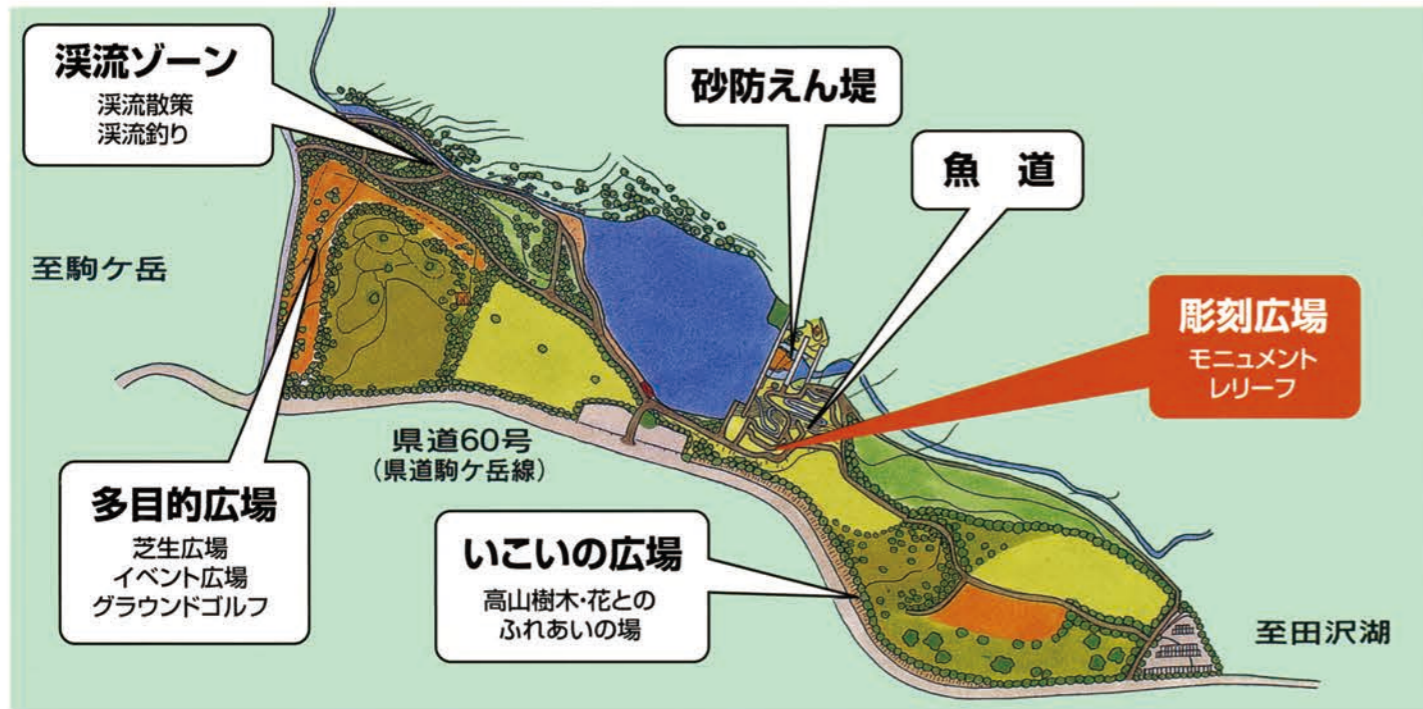 渓流ゾーン
渓流散策
渓流釣り
砂防えん堤
魚 道
至駒ケ岳
彫刻広場
モニュメント
レリーフ
県道60号
(県道駒ケ岳線)
多目的広場
芝生広場
イベント広場
グラウンドゴルフ
いこいの広場
高山樹木・花との
ふれあいの場
至田沢湖